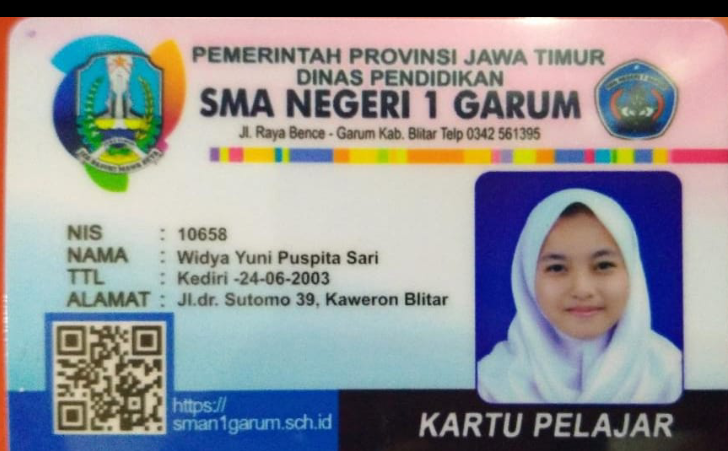 PEMERINTAH PROVINSI JAWA TIMUR
DINAS PENDIDIKAN
SMA NEGERI 1 GARUM
Jl. Raya Bence - Garum Kab. Blitar Telp 0342 561395
NIS : 10658
NAMA : Widya Yuni Puspita Sari
TTL : Kediri -24-06-2003
ALAMAT : Jl.dr. Sutomo 39, Kaweron Blitar
https://
sman1garum.sch.id
KARTU PELAJAR